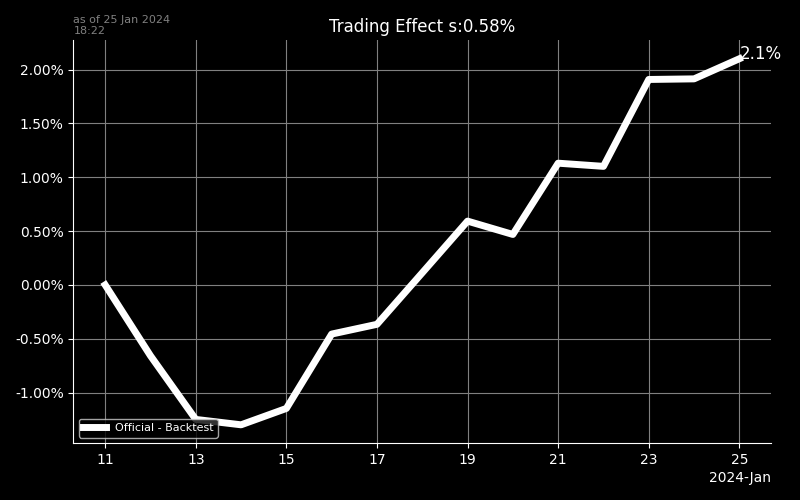 as of 25 Jan 2024
18:22
Trading Effect s:0.58%
2.1%
2.00%
1.50%
1.00%
0.50%
0.00%
-0.50%
-1.00%
Official - Backtest
11 13 15 17 19 21 23 25
2024-Jan